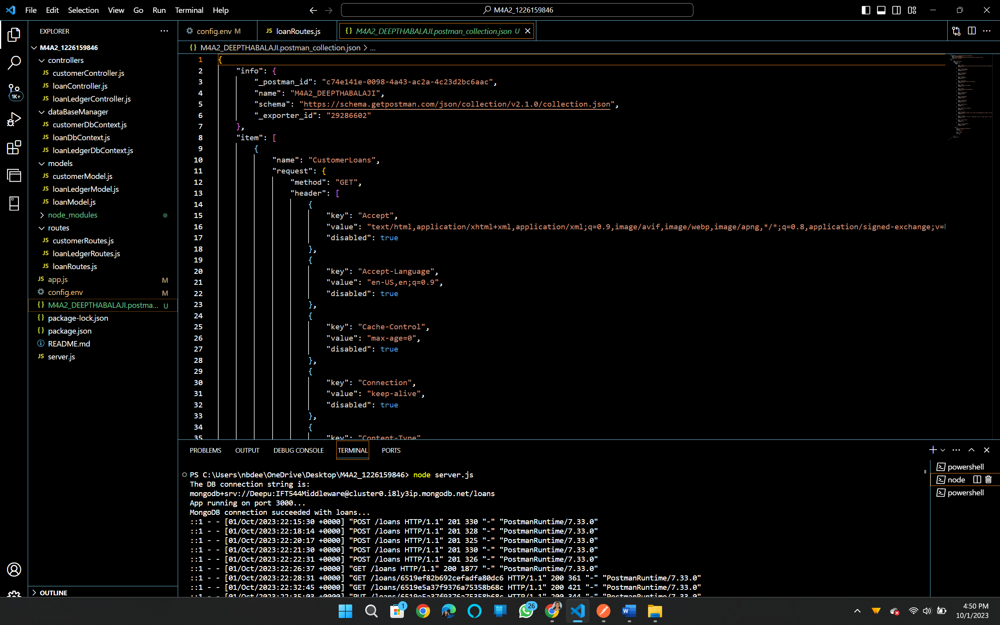 File Edit Selection View Go Run Terminal Help
M4A2_1226159846
EXPLORER
M4A2_1226159846
controllers
JS customerController.js
JS loanController.js
JS loanLedgerController.js
dataBaseManager
JS customerDbContext.js
JS loanDbContext.js
JS loanLedgerDbContext.js
models
JS customerModel.js
JS loanLedgerModel.js
JS loanModel.js
node_modules
routes
JS customerRoutes.js
JS loanLedgerRoutes.js
JS loanRoutes.js
JS app.js M
config.env M
{} M4A2_DEEPTHABALAJI.postma... U
{} package-lock.json
{} package.json
README.md
JS server.js
OUTLINE
1K+
config.env M
JS loanRoutes.js
{} M4A2_DEEPTHABALAJI.postman_collection.json U
{} M4A2_DEEPTHABALAJI.postman_collection.json > ...
1 {
2 "info": {
3 "_postman_id": "c74e141e-0098-4a43-ac2a-4c23d2bc6aac",
4 "name": "M4A2_DEEPTHABALAJI",
5 "schema": "https://schema.getpostman.com/json/collection/v2.1.0/collection.json",
6 "_exporter_id": "29286602"
7 },
8 "item": [
9 {
10 "name": "CustomerLoans",
11 "request": {
12 "method": "GET",
13 "header": [
14 {
15 "key": "Accept",
16 "value": "text/html,application/xhtml+xml,application/xml;q=0.9,image/avif,image/webp,image/apng,*/*;q=0.8,application/signed-exchange;v=
17 "disabled": true
18 },
19 {
20 "key": "Accept-Language",
21 "value": "en-US,en;q=0.9",
22 "disabled": true
23 },
24 {
25 "key": "Cache-Control",
26 "value": "max-age=0",
27 "disabled": true
28 },
29 {
30 "key": "Connection",
31 "value": "keep-alive",
32 "disabled": true
33 },
34 {
35 "key": "Content-Type"
PROBLEMS OUTPUT DEBUG CONSOLE TERMINAL PORTS
PS C:\Users\nbdee\OneDrive\Desktop\M4A2_1226159846> node server.js
The DB connection string is:
mongodb+srv://Deepu:IFT544Middleware@cluster0.i8ly3ip.mongodb.net/loans
App running on port 3000...
MongoDB connection succeeded with loans...
::1 - - [01/Oct/2023:22:15:30 +0000] "POST /loans HTTP/1.1" 201 330 "-" "PostmanRuntime/7.33.0"
::1 - - [01/Oct/2023:22:18:14 +0000] "POST /loans HTTP/1.1" 201 328 "-" "PostmanRuntime/7.33.0"
::1 - - [01/Oct/2023:22:20:17 +0000] "POST /loans HTTP/1.1" 201 325 "-" "PostmanRuntime/7.33.0"
::1 - - [01/Oct/2023:22:21:30 +0000] "POST /loans HTTP/1.1" 201 330 "-" "PostmanRuntime/7.33.0"
::1 - - [01/Oct/2023:22:22:31 +0000] "POST /loans HTTP/1.1" 201 326 "-" "PostmanRuntime/7.33.0"
::1 - - [01/Oct/2023:22:26:37 +0000] "GET /loans HTTP/1.1" 200 1877 "-" "PostmanRuntime/7.33.0"
::1 - - [01/Oct/2023:22:28:31 +0000] "GET /loans/6519ef82b692cefadfa80dc6 HTTP/1.1" 200 361 "-" "PostmanRuntime/7.33.0"
::1 - - [01/Oct/2023:22:32:45 +0000] "GET /loans/6519e5a37f9376a75358b68c HTTP/1.1" 200 421 "-" "PostmanRuntime/7.33.0"
::1 - - [01/Oct/2023:22:35:03 +0000] "PUT /loans/6519e5a37f9376a75358b68c HTTP/1.1" 200 344 "-" "PostmanRuntime/7.33.0"
powershell
node
powershell
1
26
4:50 PM
10/1/2023